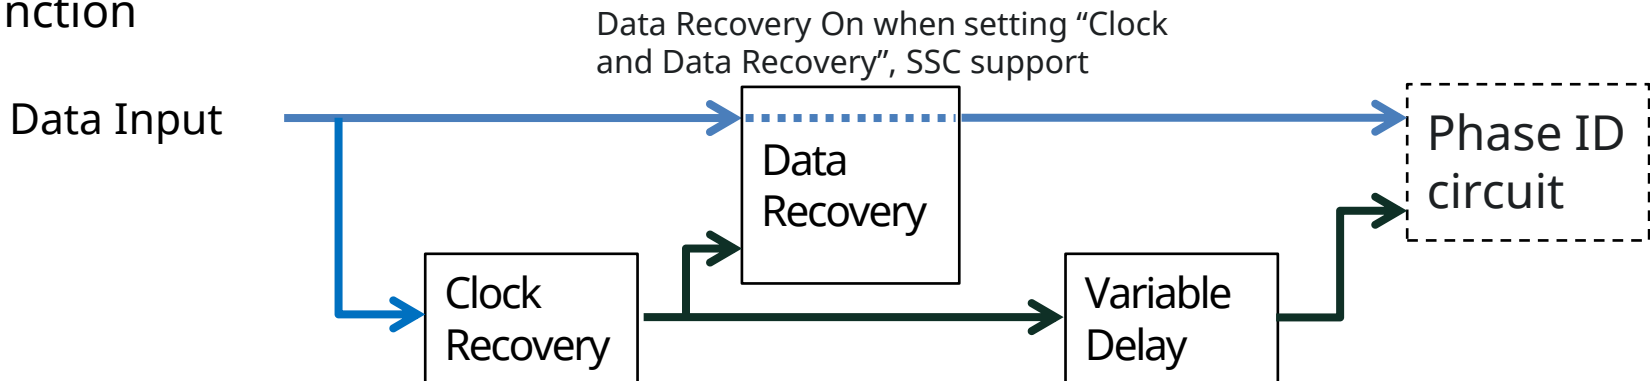 nction
Data Recovery On when setting “Clock
and Data Recovery”, SSC support
Data Input
Phase ID
circuit
Data
Recovery
Clock
Recovery
Variable
Delay